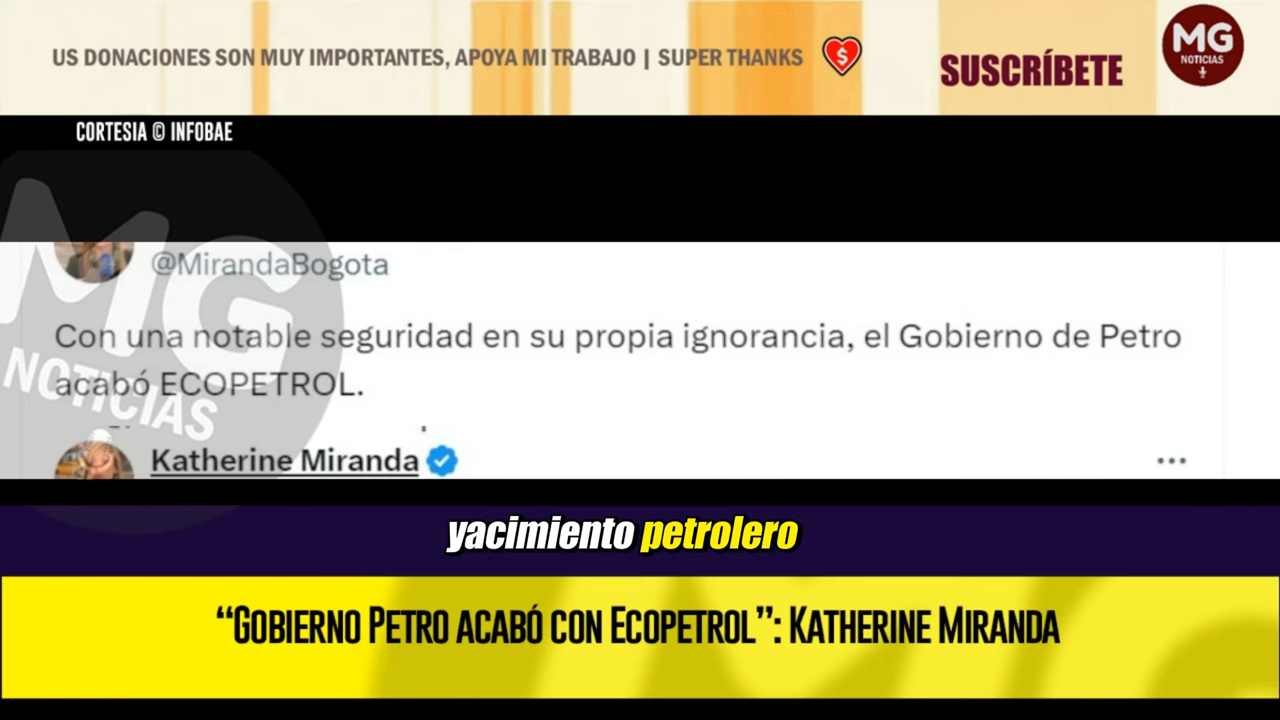 US DONACIONES SON MUY IMPORTANTES, APOYA MI TRABAJO | SUPER THANKS
SUSCRÍBETE
MG
NOTICIAS
CORTESIA © INFOBAE
@MirandaBogota
Con una notable seguridad en su propia ignorancia, el Gobierno de Petro
acabó ECOPETROL.
MG
NOTICIAS
Katherine Miranda
yacimiento petrolero
“GOBIERNO PETRO ACABÓ CON ECOPETROL”: KATHERINE MIRANDA